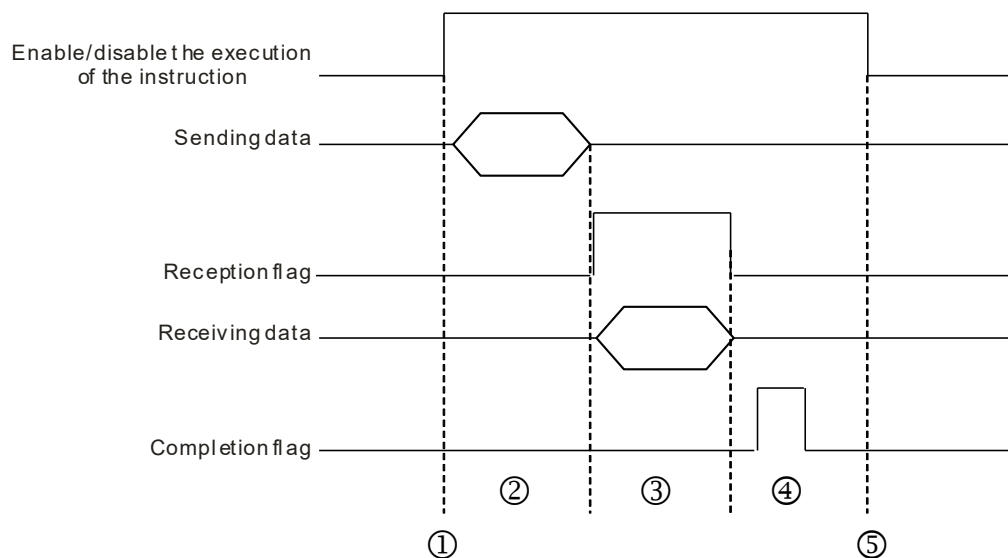 Enable/disable the execution
of the instruction
Sending data
Reception flag
Receiving data
Completion flag
② ③ ④
① ⑤